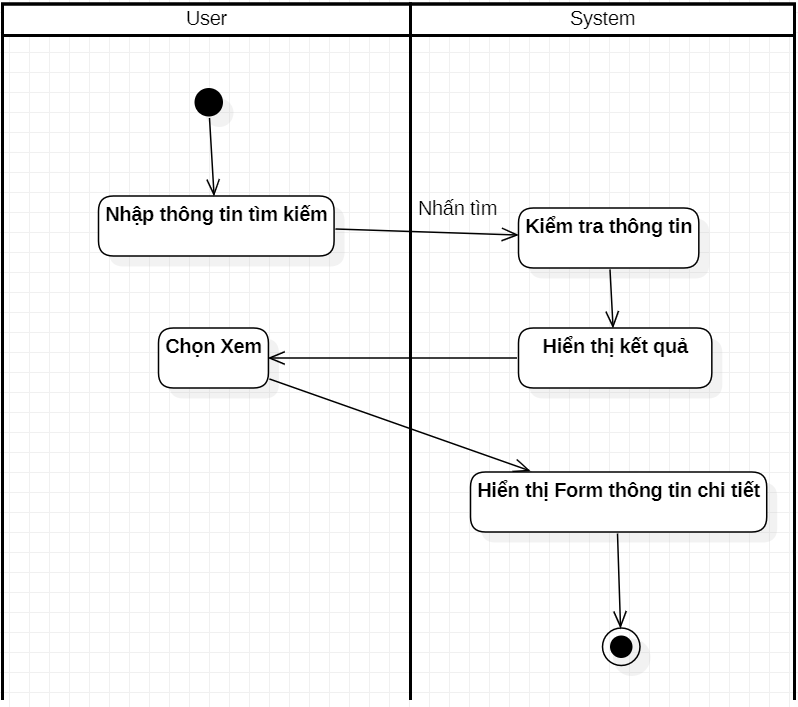 User
System
Nhập thông tin tìm kiếm
Nhấn tìm
Kiểm tra thông tin
Chọn Xem
Hiển thị kết quả
Hiển thị Form thông tin chi tiết